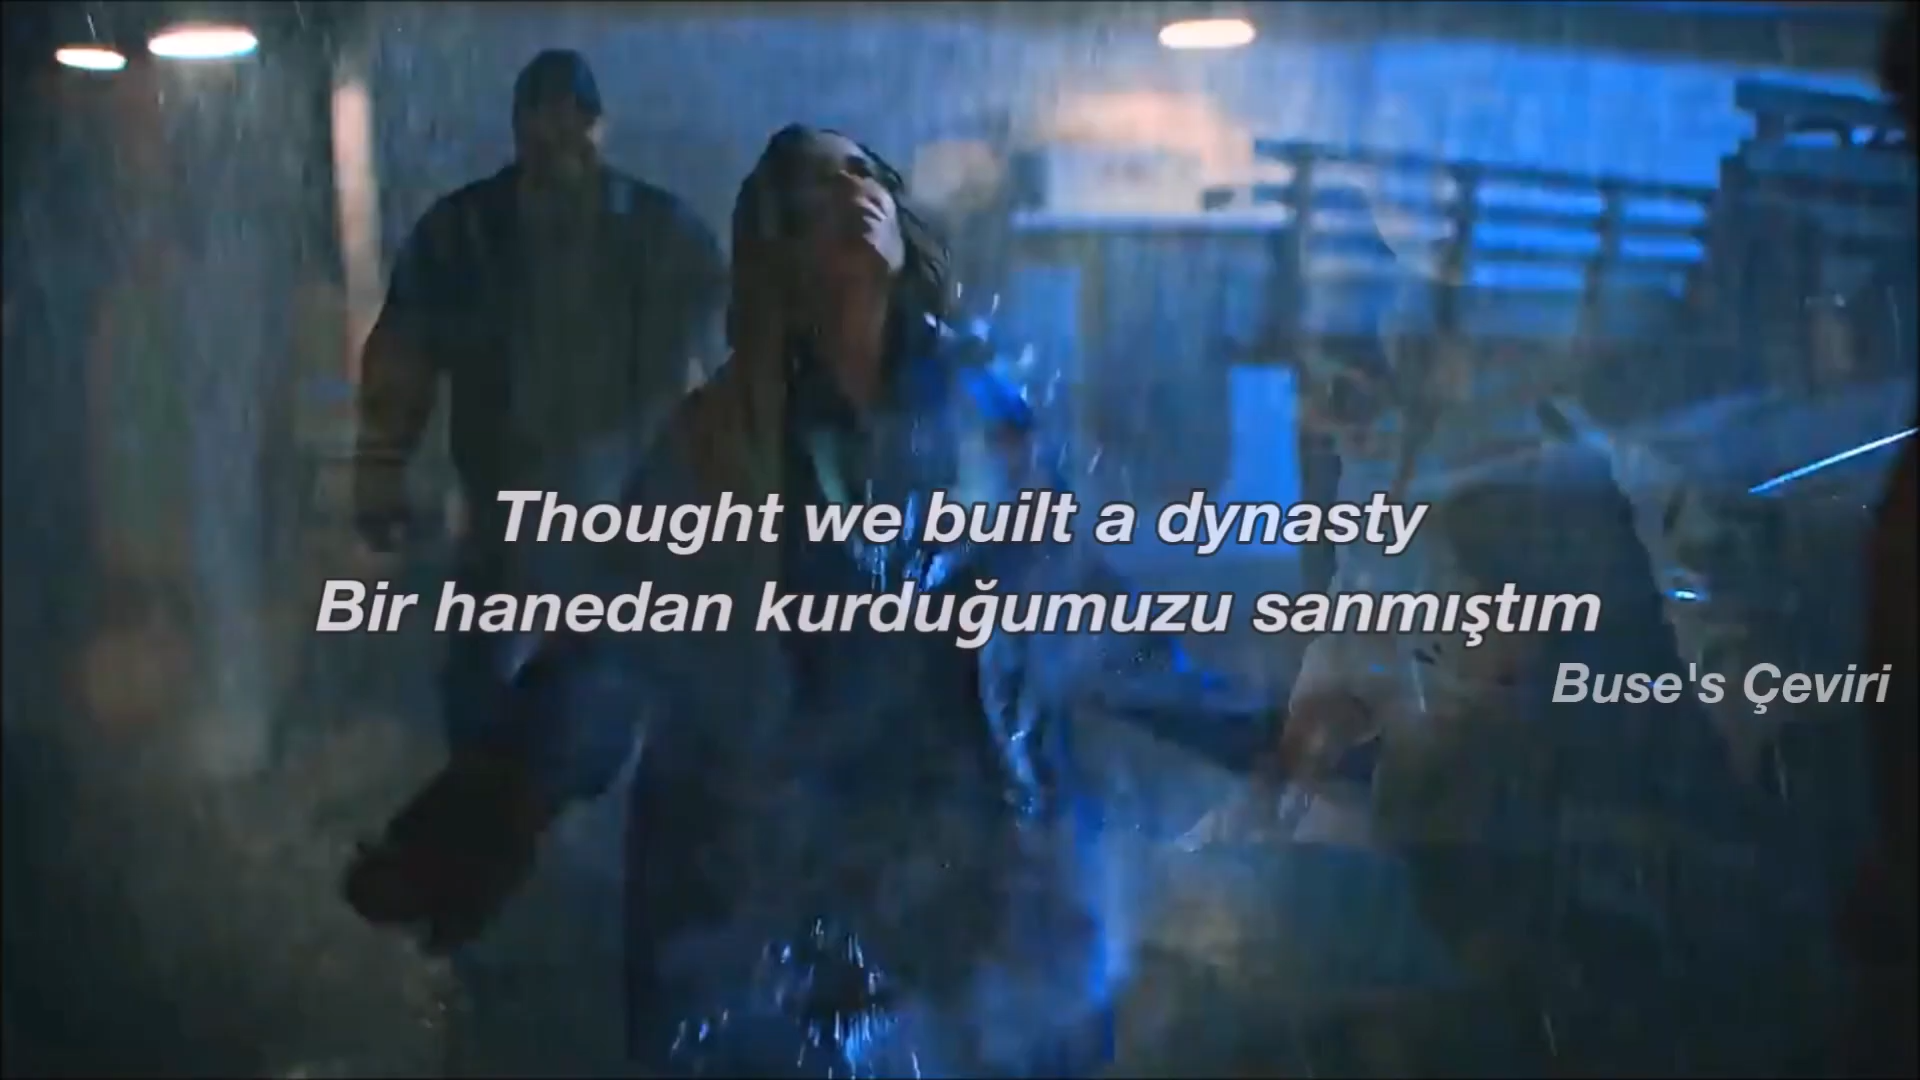 Thought we built a dynasty
Bir hanedan kurduğumuzu sanmıştım
Buse's Çeviri